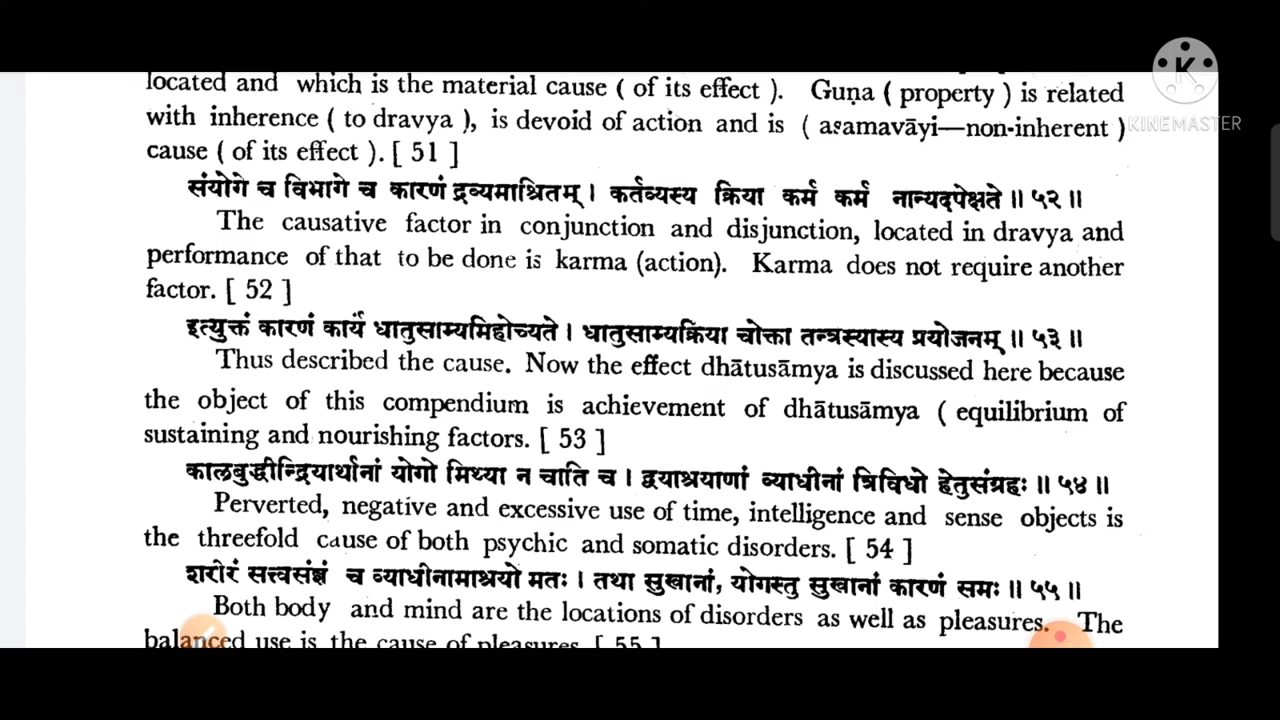 located and which is the material cause ( of its effect ). Guṇa ( property ) is related
with inherence ( to dravya ), is devoid of action and is ( asamavāyi—non-inherent )
cause ( of its effect ). [ 51 ]
संयोगे च विभागे च कारणं द्रव्यमाश्रितम् । कर्तव्यस्य क्रिया कर्म कर्म नान्यदपेक्षते ॥ ५२ ॥
The causative factor in conjunction and disjunction, located in dravya and
performance of that to be done is karma (action). Karma does not require another
factor. [ 52 ]
इत्युक्तं कारणं कार्यं धातुसाम्यमिहोच्यते । धातुसाम्यक्रिया चोक्ता तन्त्रस्यास्य प्रयोजनम् ॥ ५३ ॥
Thus described the cause. Now the effect dhātusāmya is discussed here because
the object of this compendium is achievement of dhātusāmya ( equilibrium of
sustaining and nourishing factors. [ 53 ]
कालबुद्धीन्द्रियार्थानां योगो मिथ्या न चाति च । द्वयाश्रयाणां व्याधीनां त्रिविधो हेतुसंग्रहः ॥ ५४ ॥
Perverted, negative and excessive use of time, intelligence and sense objects is
the threefold cause of both psychic and somatic disorders. [ 54 ]
शरीरं सत्त्वसंज्ञं च व्याधीनामाश्रयो मतः । तथा सुखानां, योगस्तु सुखानां कारणं समः ॥ ५५ ॥
Both body and mind are the locations of disorders as well as pleasures. The
balanced use is the cause of pleasures. [ 55 ]
K
KINEMASTER